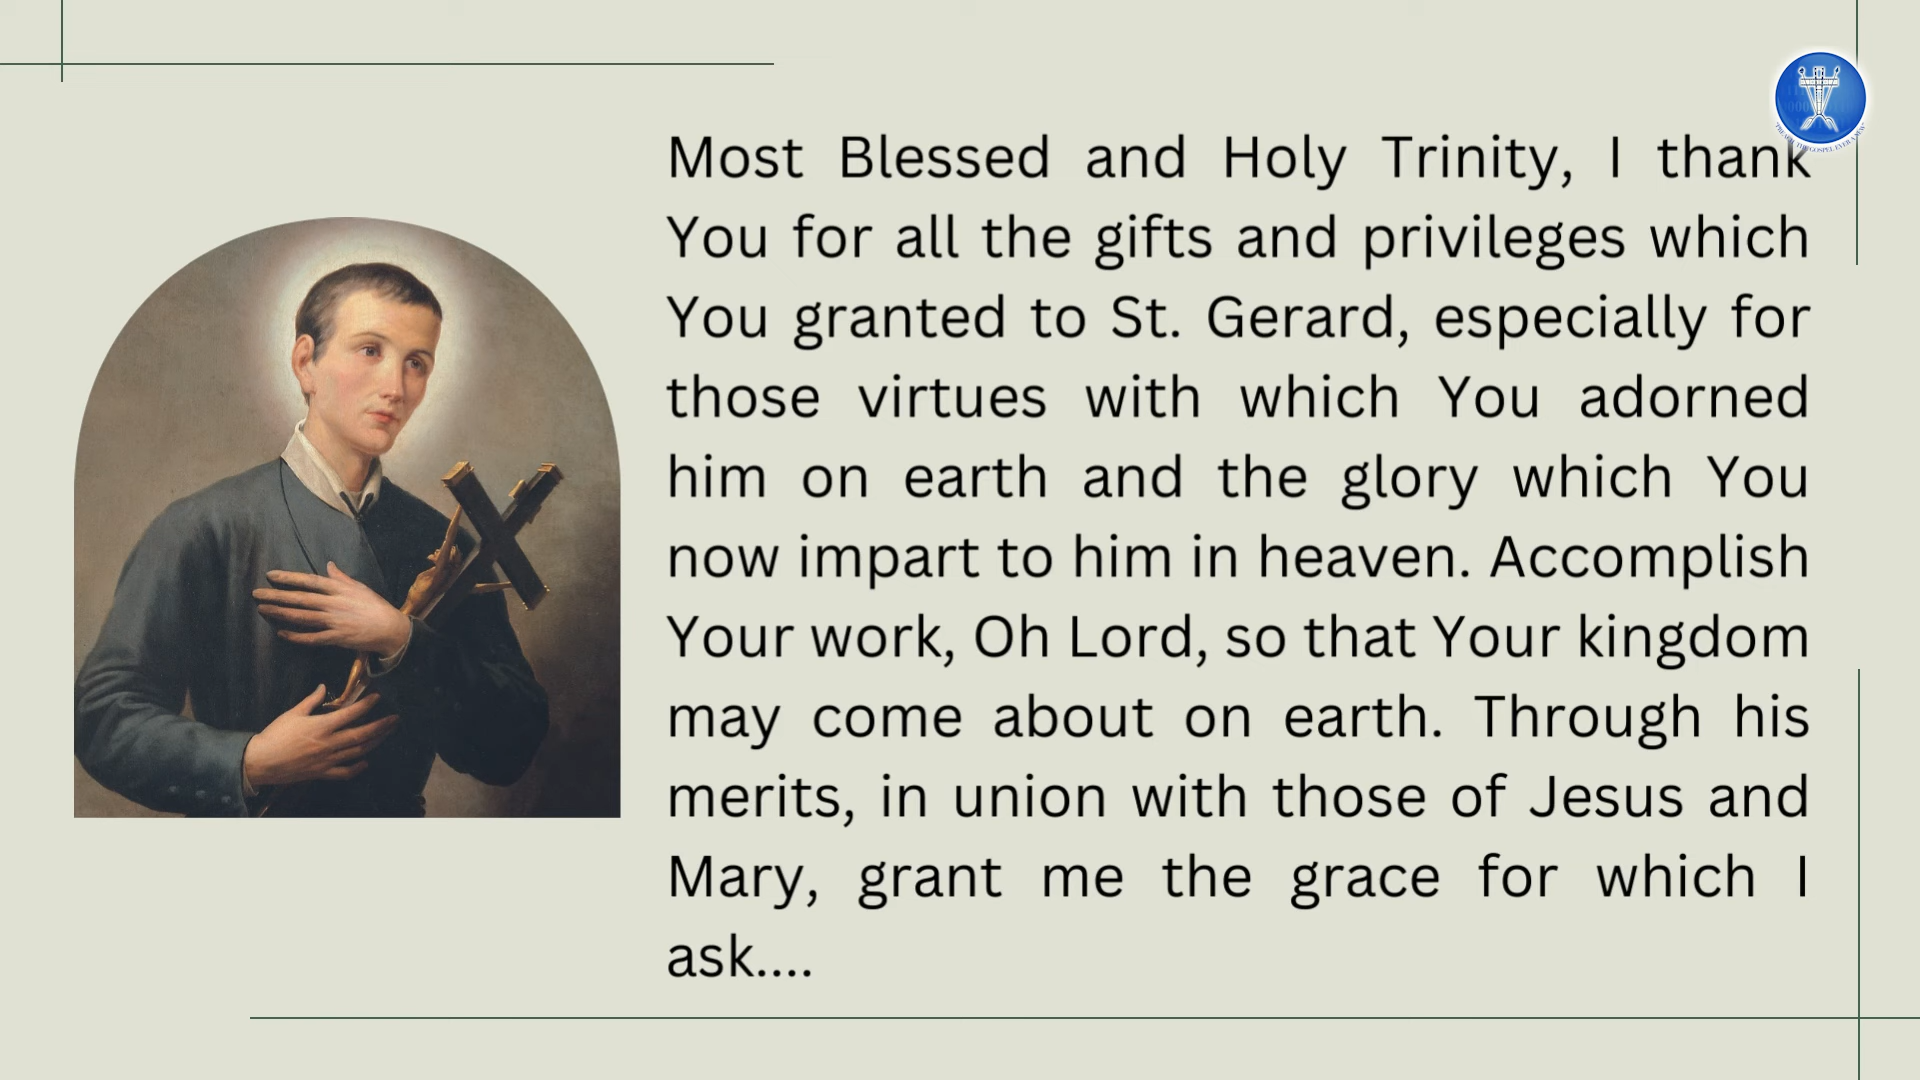 Most Blessed and Holy Trinity, I thank
You for all the gifts and privileges which
You granted to St. Gerard, especially for
those virtues with which You adorned
him on earth and the glory which You
now impart to him in heaven. Accomplish
Your work, Oh Lord, so that Your kingdom
may come about on earth. Through his
merits, in union with those of Jesus and
Mary, grant me the grace for which I
ask....